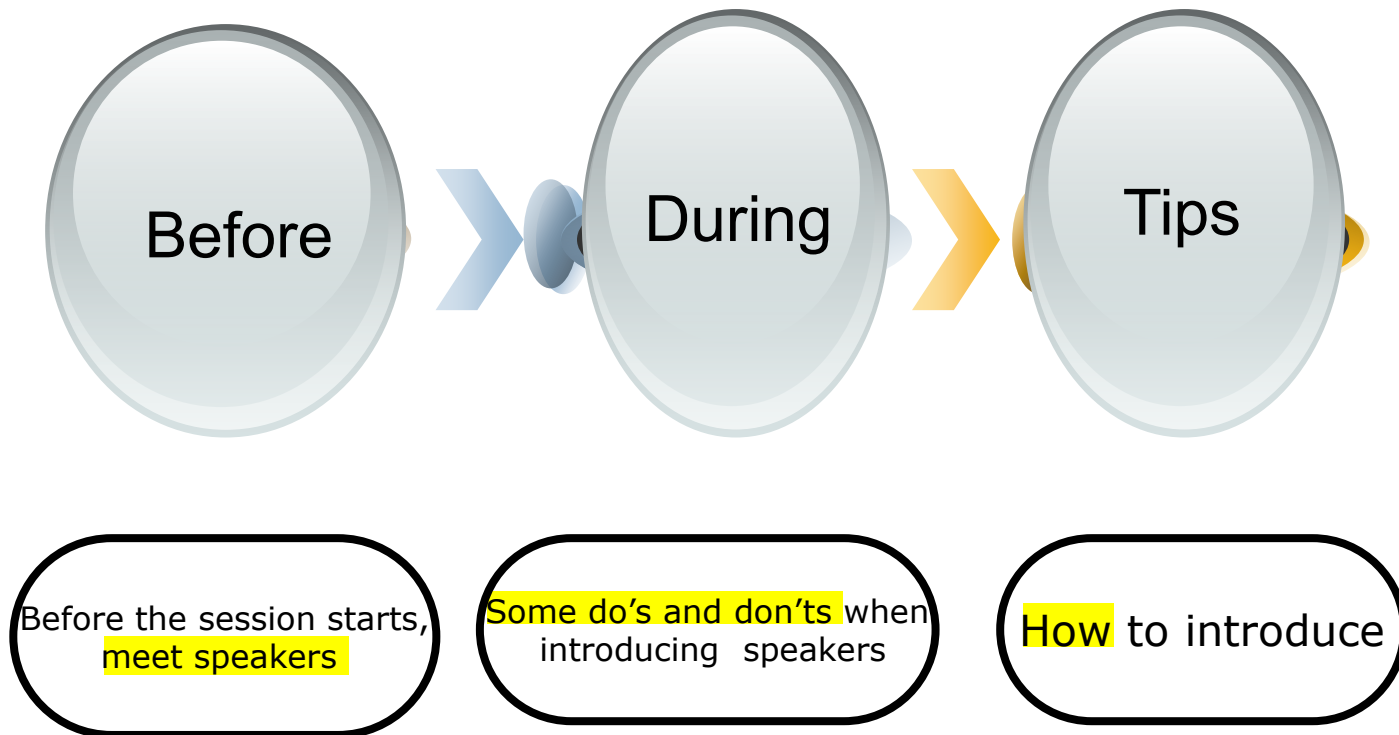 Before
During
Tips
Before the session starts,
meet speakers
Some do’s and don’ts when
introducing speakers
How to introduce